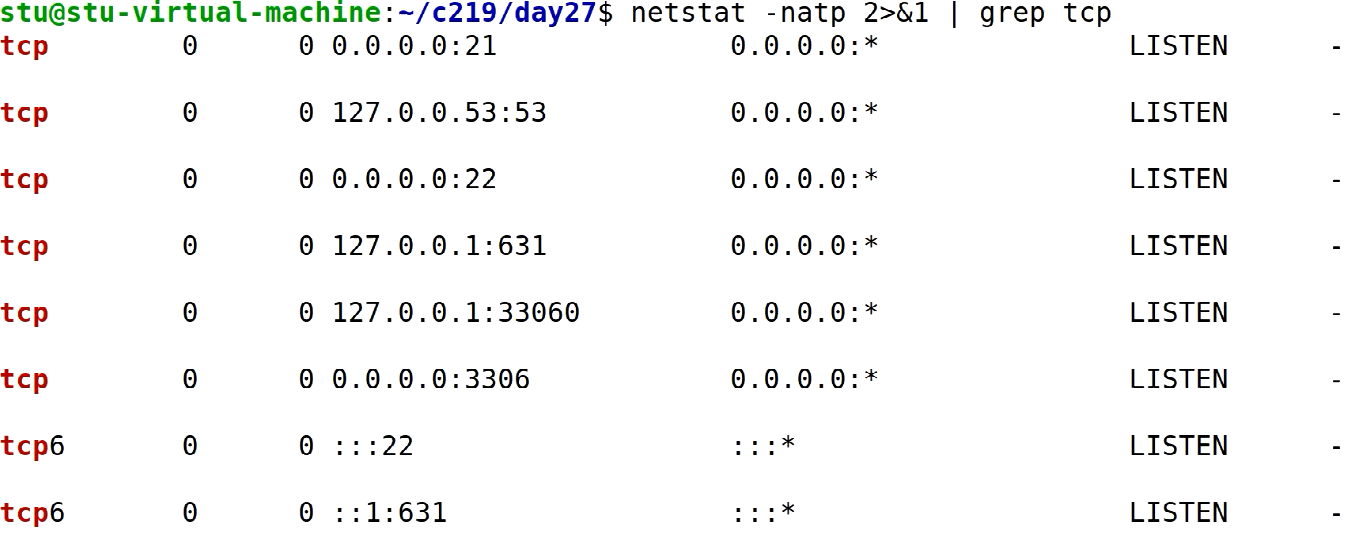 stu@stu-virtual-machine:~/c219/day27$ netstat -natp 2>&1 | grep tcp
tcp        0      0 0.0.0.0:21              0.0.0.0:*               LISTEN      -
tcp        0      0 127.0.0.53:53           0.0.0.0:*               LISTEN      -
tcp        0      0 0.0.0.0:22              0.0.0.0:*               LISTEN      -
tcp        0      0 127.0.0.1:631           0.0.0.0:*               LISTEN      -
tcp        0      0 127.0.0.1:33060         0.0.0.0:*               LISTEN      -
tcp        0      0 0.0.0.0:3306            0.0.0.0:*               LISTEN      -
tcp6       0      0 :::22                   :::*                    LISTEN      -
tcp6       0      0 ::1:631                 :::*                    LISTEN      -